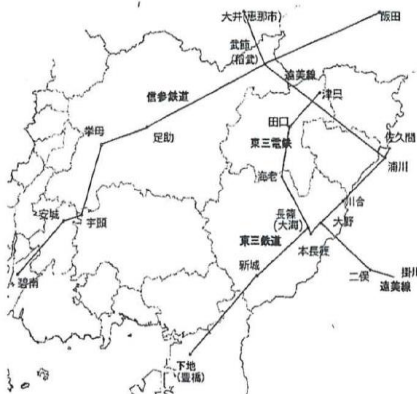 大井(恵那市)
飯田
武節
(稲武)
遠美線
信参鉄道
津具
挙母
足助
田口
佐久間
東三電鉄
浦川
海老
川合
安城
宇頭
長篠
(大海)
大野
東三鉄道
本長篠
碧南
新城
二俣
掛川
遠美線
下地
(豊橋)